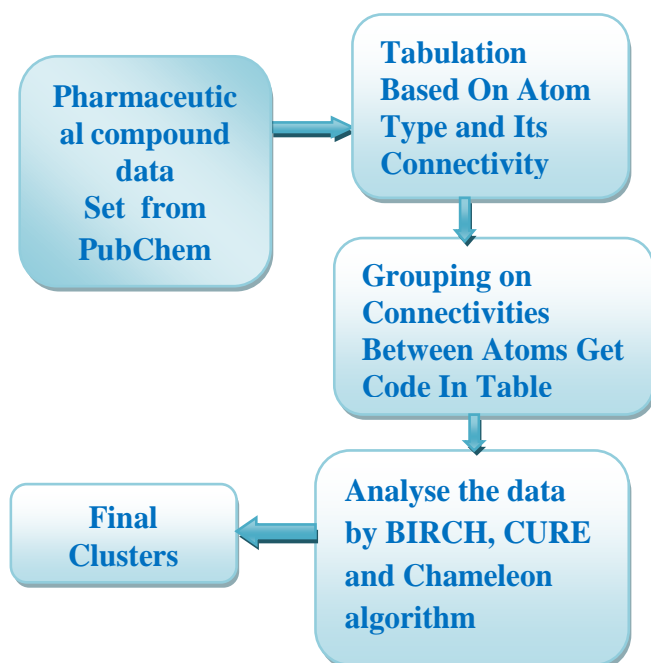 Pharmaceutic
al compound
data
Set from
PubChem
Tabulation
Based On Atom
Type and Its
Connectivity
Grouping on
Connectivities
Between Atoms Get
Code In Table
Analyse the data
by BIRCH, CURE
and Chameleon
algorithm
Final
Clusters